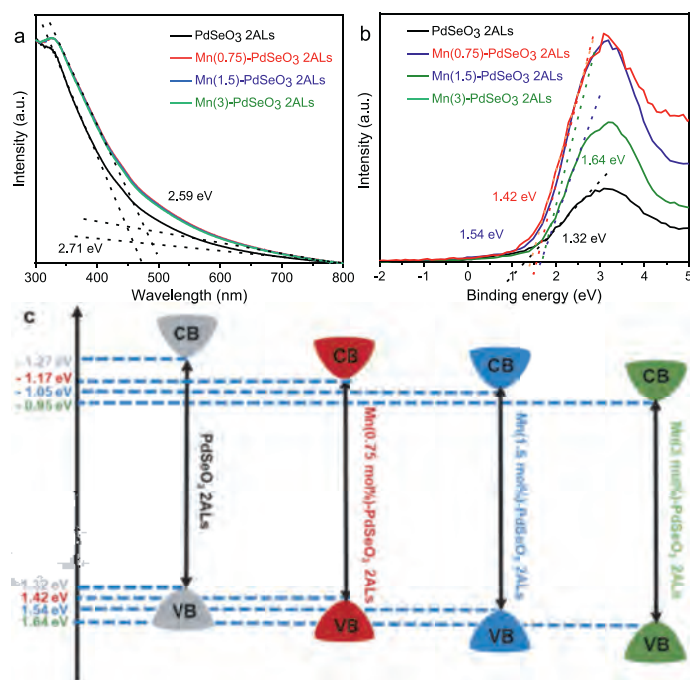 a
PdSeO₃ 2ALs
Mn(0.75)-PdSeO₃ 2ALs
Mn(1.5)-PdSeO₃ 2ALs
Mn(3)-PdSeO₃ 2ALs
2.59 eV
2.71 eV
Intensity (a.u.)
300 400 500 600 700 800
Wavelength (nm)
b
PdSeO₃ 2ALs
Mn(0.75)-PdSeO₃ 2ALs
Mn(1.5)-PdSeO₃ 2ALs
Mn(3)-PdSeO₃ 2ALs
1.64 eV
1.42 eV
1.54 eV
1.32 eV
Intensity (a.u.)
-2 -1 0 1 2 3 4 5
Binding energy (eV)
c
CB CB CB CB
- 1.27 eV
- 1.17 eV
- 1.05 eV
- 0.95 eV
PdSeO₃ 2ALs
Mn(0.75 mol%)-PdSeO₃ 2ALs
Mn(1.5 mol%)-PdSeO₃ 2ALs
Mn(3 mol%)-PdSeO₃ 2ALs
1.32 eV
1.42 eV
1.54 eV
1.64 eV
VB VB VB VB